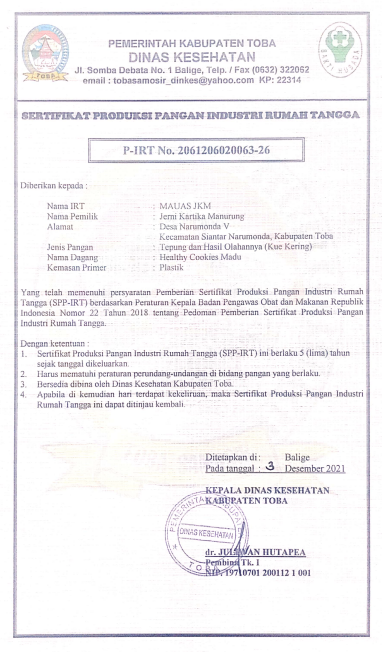 PEMERINTAH KABUPATEN TOBA
DINAS KESEHATAN
Jl. Somba Debata No. 1 Balige, Telp. / Fax (0632) 322062
email : tobasamosir_dinkes@yahoo.com KP: 22314
TOBA
BAKTI HUSADA
SERTIFIKAT PRODUKSI PANGAN INDUSTRI RUMAH TANGGA
P-IRT No. 2061206020063-26
Diberikan kepada :
Nama IRT : MAUAS JKM
Nama Pemilik : Jerni Kartika Manurung
Alamat : Desa Narumonda V
Kecamatan Siantar Narumonda, Kabupaten Toba
Jenis Pangan : Tepung dan Hasil Olahannya (Kue Kering)
Nama Dagang : Healthy Cookies Madu
Kemasan Primer : Plastik
Yang telah memenuhi persyaratan Pemberian Sertifikat Produksi Pangan Industri Rumah
Tangga (SPP-IRT) berdasarkan Peraturan Kepala Badan Pengawas Obat dan Makanan Republik
Indonesia Nomor 22 Tahun 2018 tentang Pedoman Pemberian Sertifikat Produksi Pangan
Industri Rumah Tangga.
Dengan ketentuan :
1. Sertifikat Produksi Pangan Industri Rumah Tangga (SPP-IRT) ini berlaku 5 (lima) tahun
sejak tanggal dikeluarkan.
2. Harus mematuhi peraturan perundang-undangan di bidang pangan yang berlaku.
3. Bersedia dibina oleh Dinas Kesehatan Kabupaten Toba.
4. Apabila di kemudian hari terdapat kekeliruan, maka Sertifikat Produksi Pangan Industri
Rumah Tangga ini dapat ditinjau kembali.
Ditetapkan di : Balige
Pada tanggal : 3 Desember 2021
KEPALA DINAS KESEHATAN
KABUPATEN TOBA
PEMERINTAH KABUPATEN
DINAS KESEHATAN
TOBA
dr. JULIWAN HUTAPEA
Pembina Tk. I
NIP. 19710701 200112 1 001